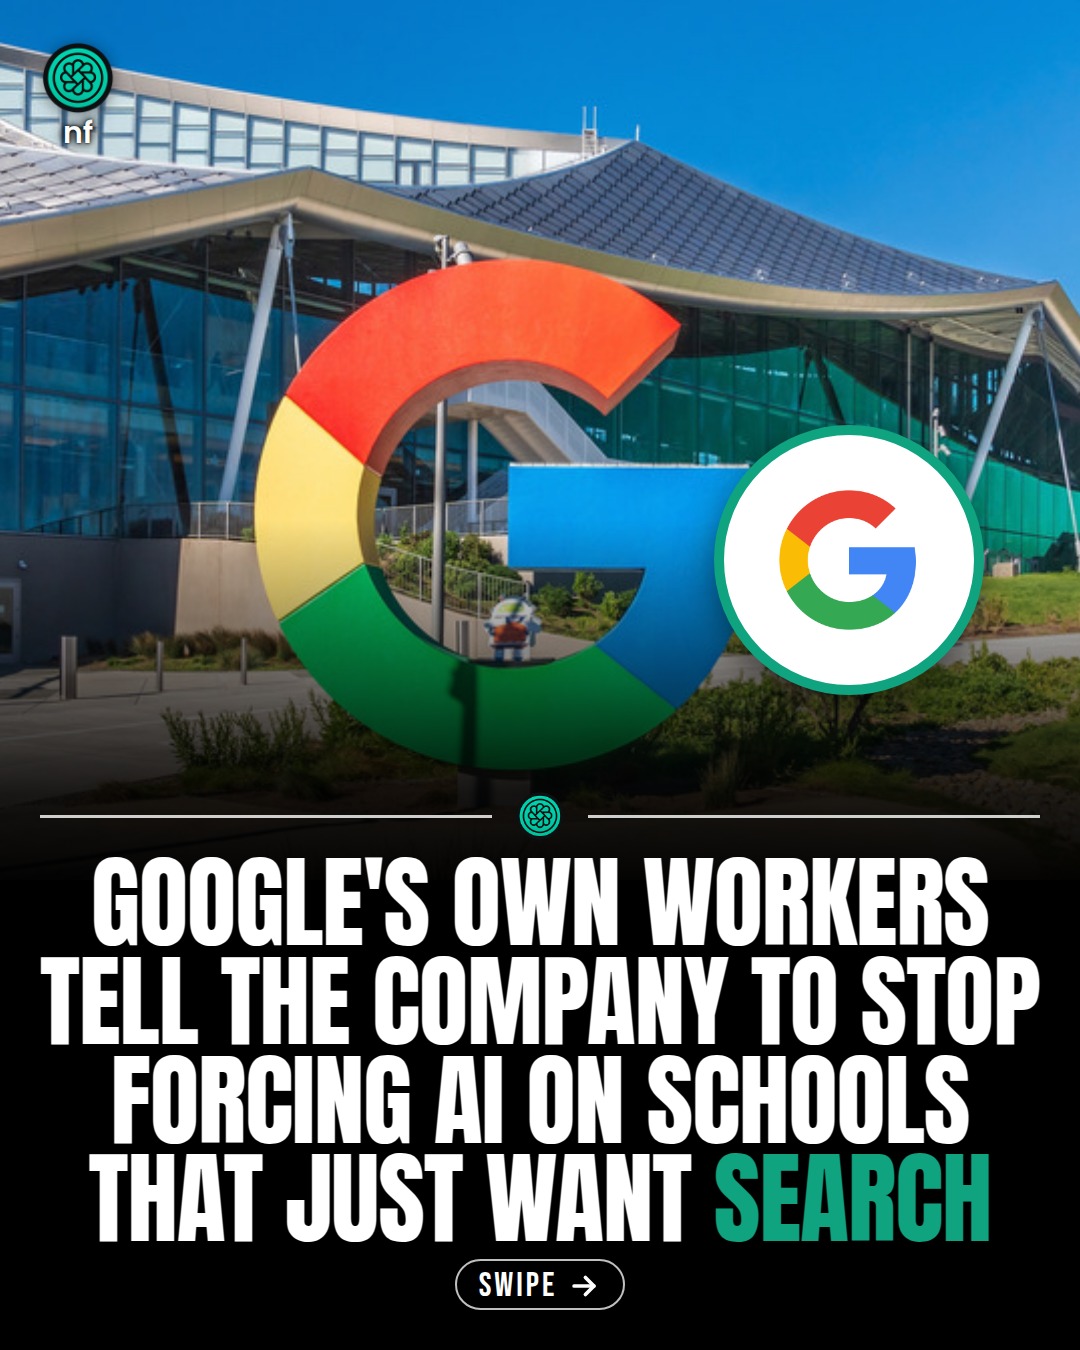 nf
GOOGLE'S OWN WORKERS
TELL THE COMPANY TO STOP
FORCING AI ON SCHOOLS
THAT JUST WANT SEARCH
SWIPE →